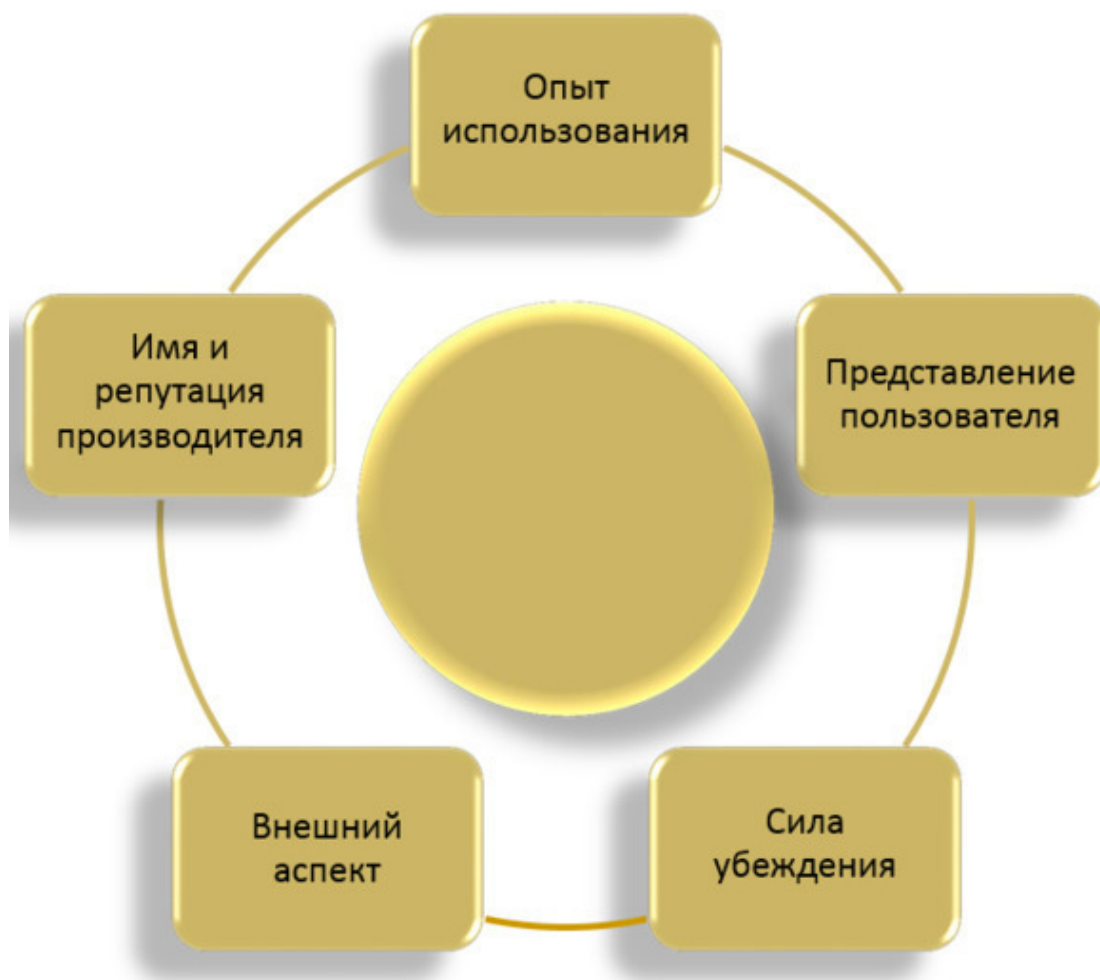 Опыт
использования
Имя и
репутация
производителя
Представление
пользователя
Внешний
аспект
Сила
убеждения